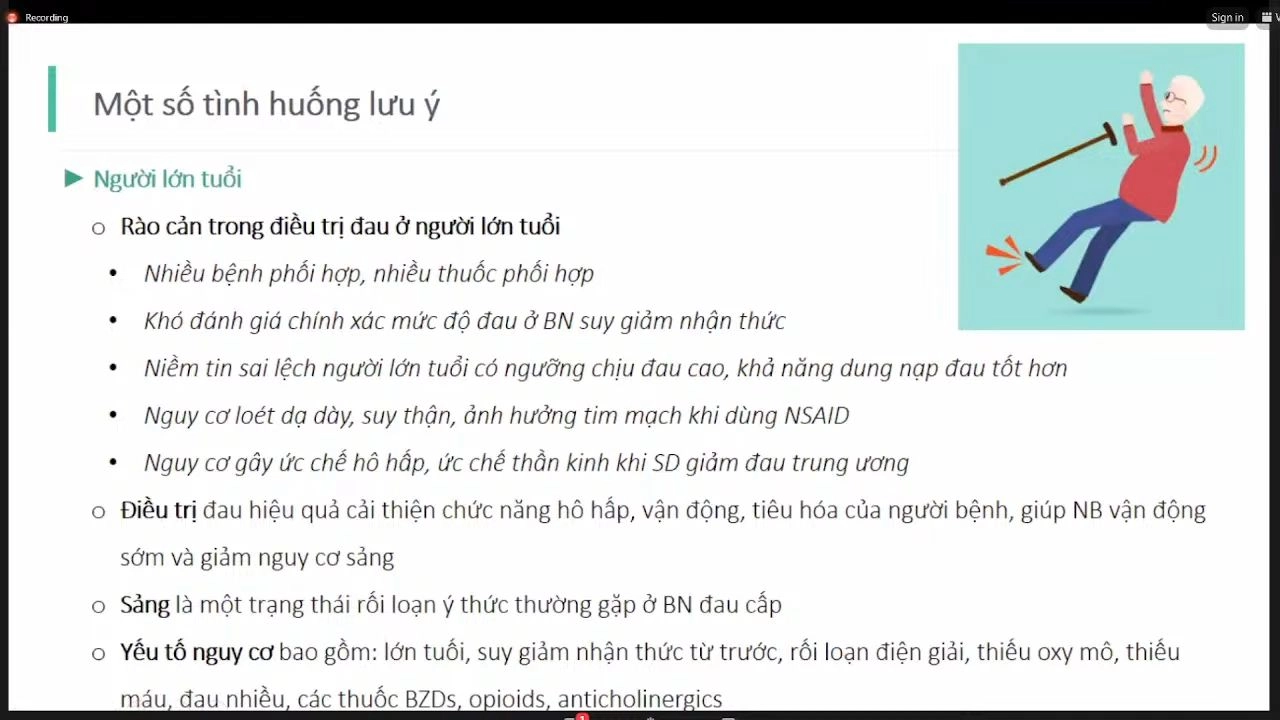 Recording
Sign in
Một số tình huống lưu ý
Người lớn tuổi
Rào cản trong điều trị đau ở người lớn tuổi
Nhiều bệnh phối hợp, nhiều thuốc phối hợp
Khó đánh giá chính xác mức độ đau ở BN suy giảm nhận thức
Niềm tin sai lệch người lớn tuổi có ngưỡng chịu đau cao, khả năng dung nạp đau tốt hơn
Nguy cơ loét dạ dày, suy thận, ảnh hưởng tim mạch khi dùng NSAID
Nguy cơ gây ức chế hô hấp, ức chế thần kinh khi SD giảm đau trung ương
Điều trị đau hiệu quả cải thiện chức năng hô hấp, vận động, tiêu hóa của người bệnh, giúp NB vận động
sớm và giảm nguy cơ sảng
Sảng là một trạng thái rối loạn ý thức thường gặp ở BN đau cấp
Yếu tố nguy cơ bao gồm: lớn tuổi, suy giảm nhận thức từ trước, rối loạn điện giải, thiếu oxy mô, thiếu
máu, đau nhiều, các thuốc BZDs, opioids, anticholinergics